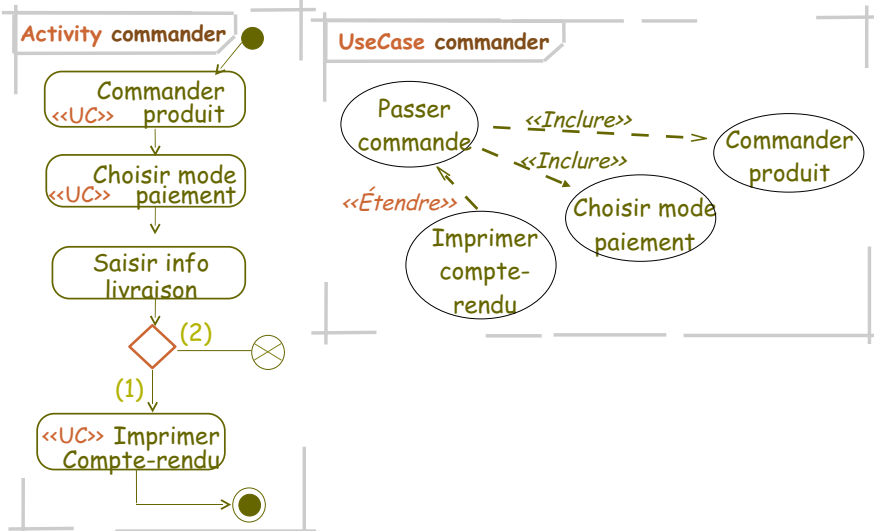 Activity commander
Commander
<<UC>> produit
Choisir mode
<<UC>> paiement
Saisir info
livraison
(2)
(1)
<<UC>> Imprimer
Compte-rendu
UseCase commander
Passer
commande
<<Inclure>>
Commander
produit
<<Inclure>>
<<Étendre>>
Choisir mode
paiement
Imprimer
compte-
rendu